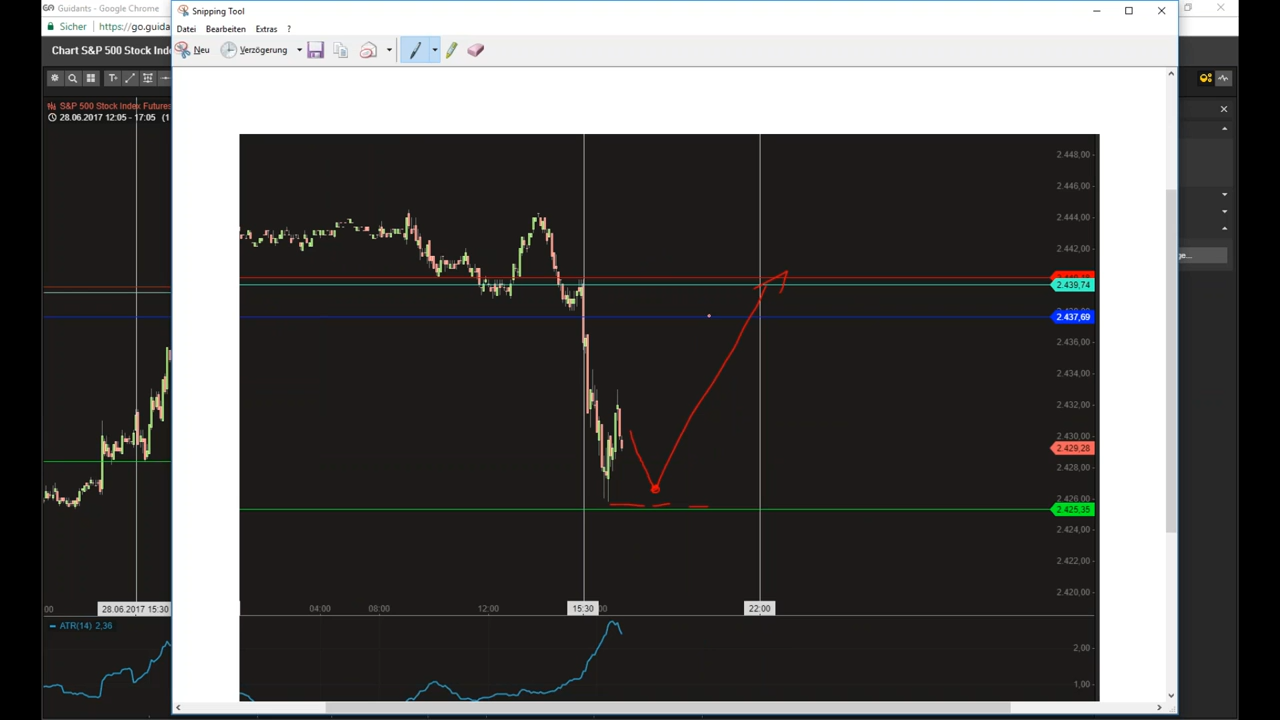 Guidants - Google Chrome
Sicher
https://go.guida
Chart S&P 500 Stock Ind
S&P 500 Stock Index Futures
28.06.2017 12:05 - 17:05 (1
Snipping Tool
Datei Bearbeiten Extras ?
Neu Verzögerung
2.448,00
2.446,00
2.444,00
2.442,00
2.439,74
2.437,69
2.436,00
2.434,00
2.432,00
2.430,00
2.429,28
2.428,00
2.426,00
2.425,35
2.424,00
2.422,00
2.420,00
00 28.06.2017 15:30
04:00 08:00 12:00 15:30 00 22:00
ATR(14) 2,36
2,00
1,00
ge...